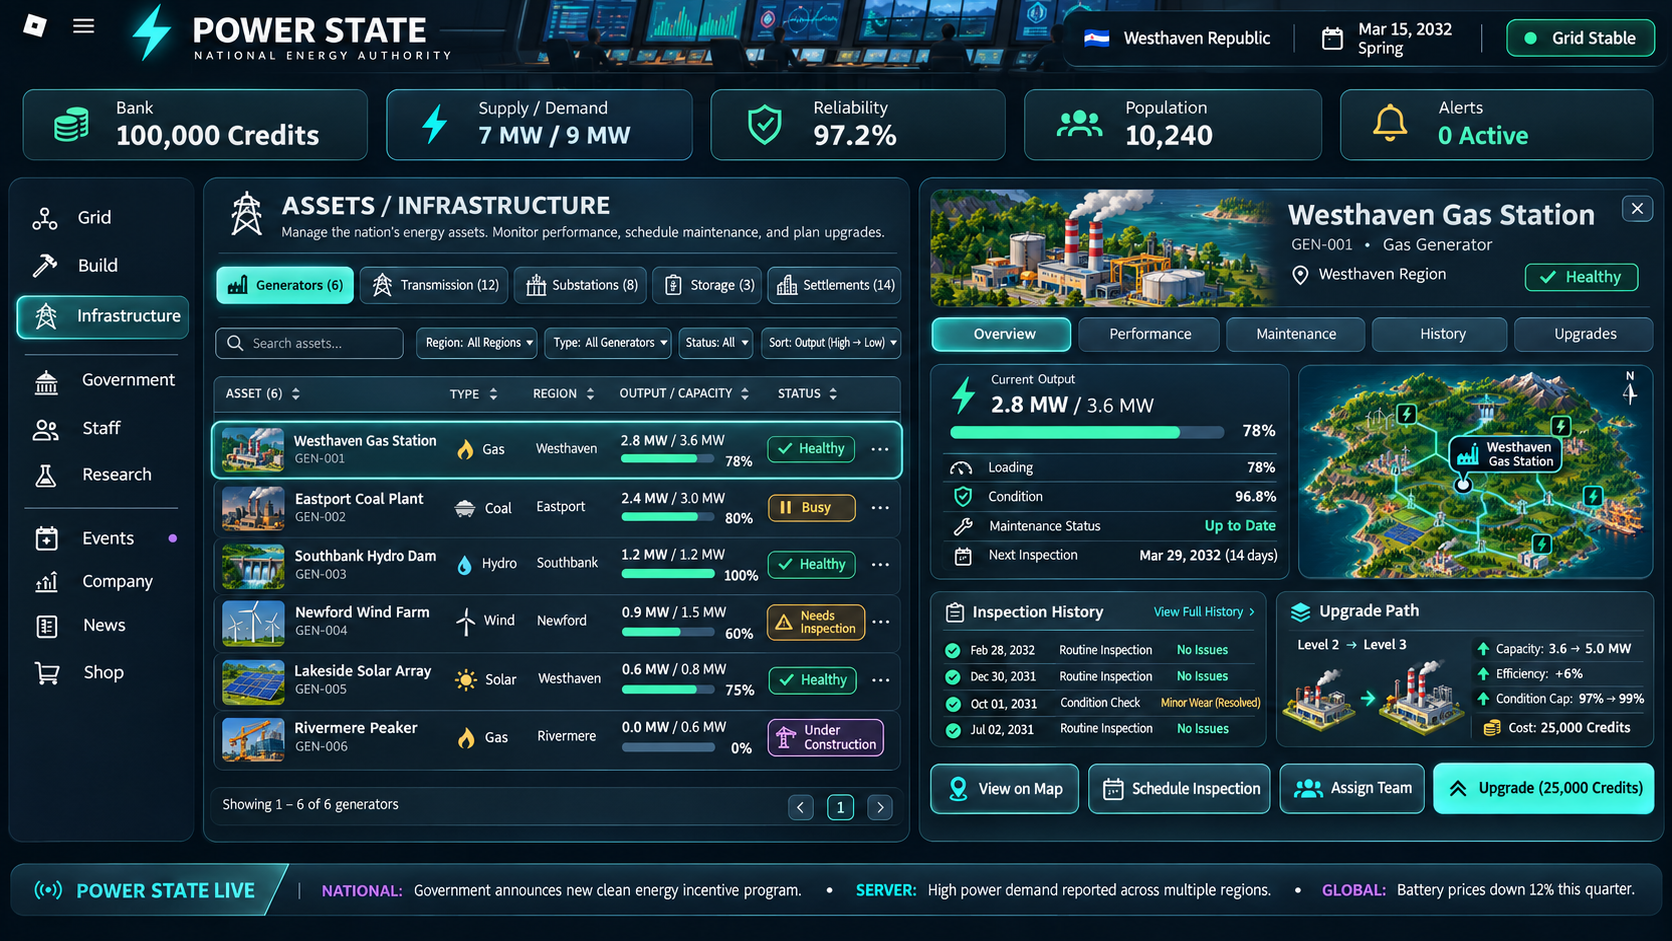 POWER STATE
NATIONAL ENERGY AUTHORITY
Westhaven Republic
Mar 15, 2032
Spring
Grid Stable
Bank
100,000 Credits
Supply / Demand
7 MW / 9 MW
Reliability
97.2%
Population
10,240
Alerts
0 Active
Grid
Build
Infrastructure
Government
Staff
Research
Events
Company
News
Shop
ASSETS / INFRASTRUCTURE
Manage the nation's energy assets. Monitor performance, schedule maintenance, and plan upgrades.
Generators (6)
Transmission (12)
Substations (8)
Storage (3)
Settlements (14)
Search assets...
Region: All Regions
Type: All Generators
Status: All
Sort: Output (High → Low)
ASSET (6)
TYPE
REGION
OUTPUT / CAPACITY
STATUS
Westhaven Gas Station
GEN-001
Gas
Westhaven
2.8 MW / 3.6 MW
78%
Healthy
Eastport Coal Plant
GEN-002
Coal
Eastport
2.4 MW / 3.0 MW
80%
Busy
Southbank Hydro Dam
GEN-003
Hydro
Southbank
1.2 MW / 1.2 MW
100%
Healthy
Newford Wind Farm
GEN-004
Wind
Newford
0.9 MW / 1.5 MW
60%
Needs
Inspection
Lakeside Solar Array
GEN-005
Solar
Westhaven
0.6 MW / 0.8 MW
75%
Healthy
Rivermere Peaker
GEN-006
Gas
Rivermere
0.0 MW / 0.6 MW
0%
Under
Construction
Showing 1 – 6 of 6 generators
1
Westhaven Gas Station
GEN-001 • Gas Generator
Westhaven Region
Healthy
Overview
Performance
Maintenance
History
Upgrades
Current Output
2.8 MW / 3.6 MW
78%
Loading
78%
Condition
96.8%
Maintenance Status
Up to Date
Next Inspection
Mar 29, 2032 (14 days)
N
Westhaven
Gas Station
Inspection History
View Full History >
Feb 28, 2032 Routine Inspection No Issues
Dec 30, 2031 Routine Inspection No Issues
Oct 01, 2031 Condition Check Minor Wear (Resolved)
Jul 02, 2031 Routine Inspection No Issues
Upgrade Path
Level 2 → Level 3
Capacity: 3.6 → 5.0 MW
Efficiency: +6%
Condition Cap: 97% → 99%
Cost: 25,000 Credits
View on Map
Schedule Inspection
Assign Team
Upgrade (25,000 Credits)
POWER STATE LIVE
NATIONAL: Government announces new clean energy incentive program. • SERVER: High power demand reported across multiple regions. • GLOBAL: Battery prices down 12% this quarter.